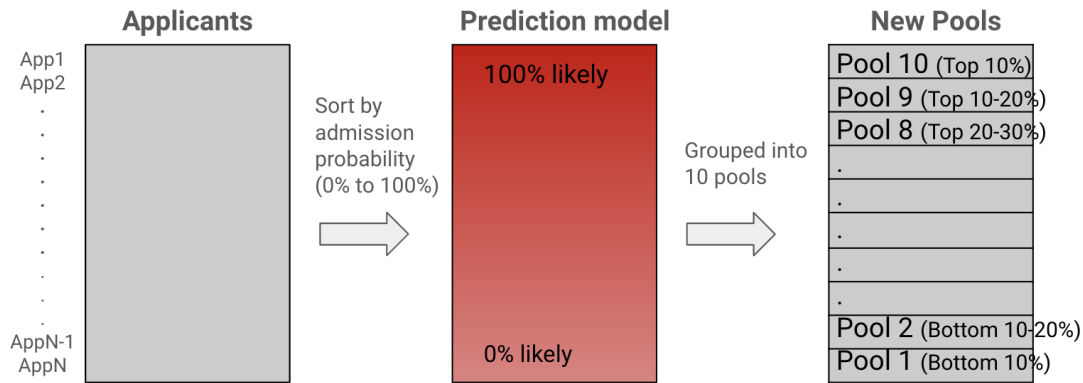 Applicants
App1
App2
.
.
.
.
.
.
.
.
.
.
AppN-1
AppN
Sort by
admission
probability
(0% to 100%)
Prediction model
100% likely
0% likely
Grouped into
10 pools
New Pools
Pool 10 (Top 10%)
Pool 9 (Top 10-20%)
Pool 8 (Top 20-30%)
.
.
.
.
.
Pool 2 (Bottom 10-20%)
Pool 1 (Bottom 10%)